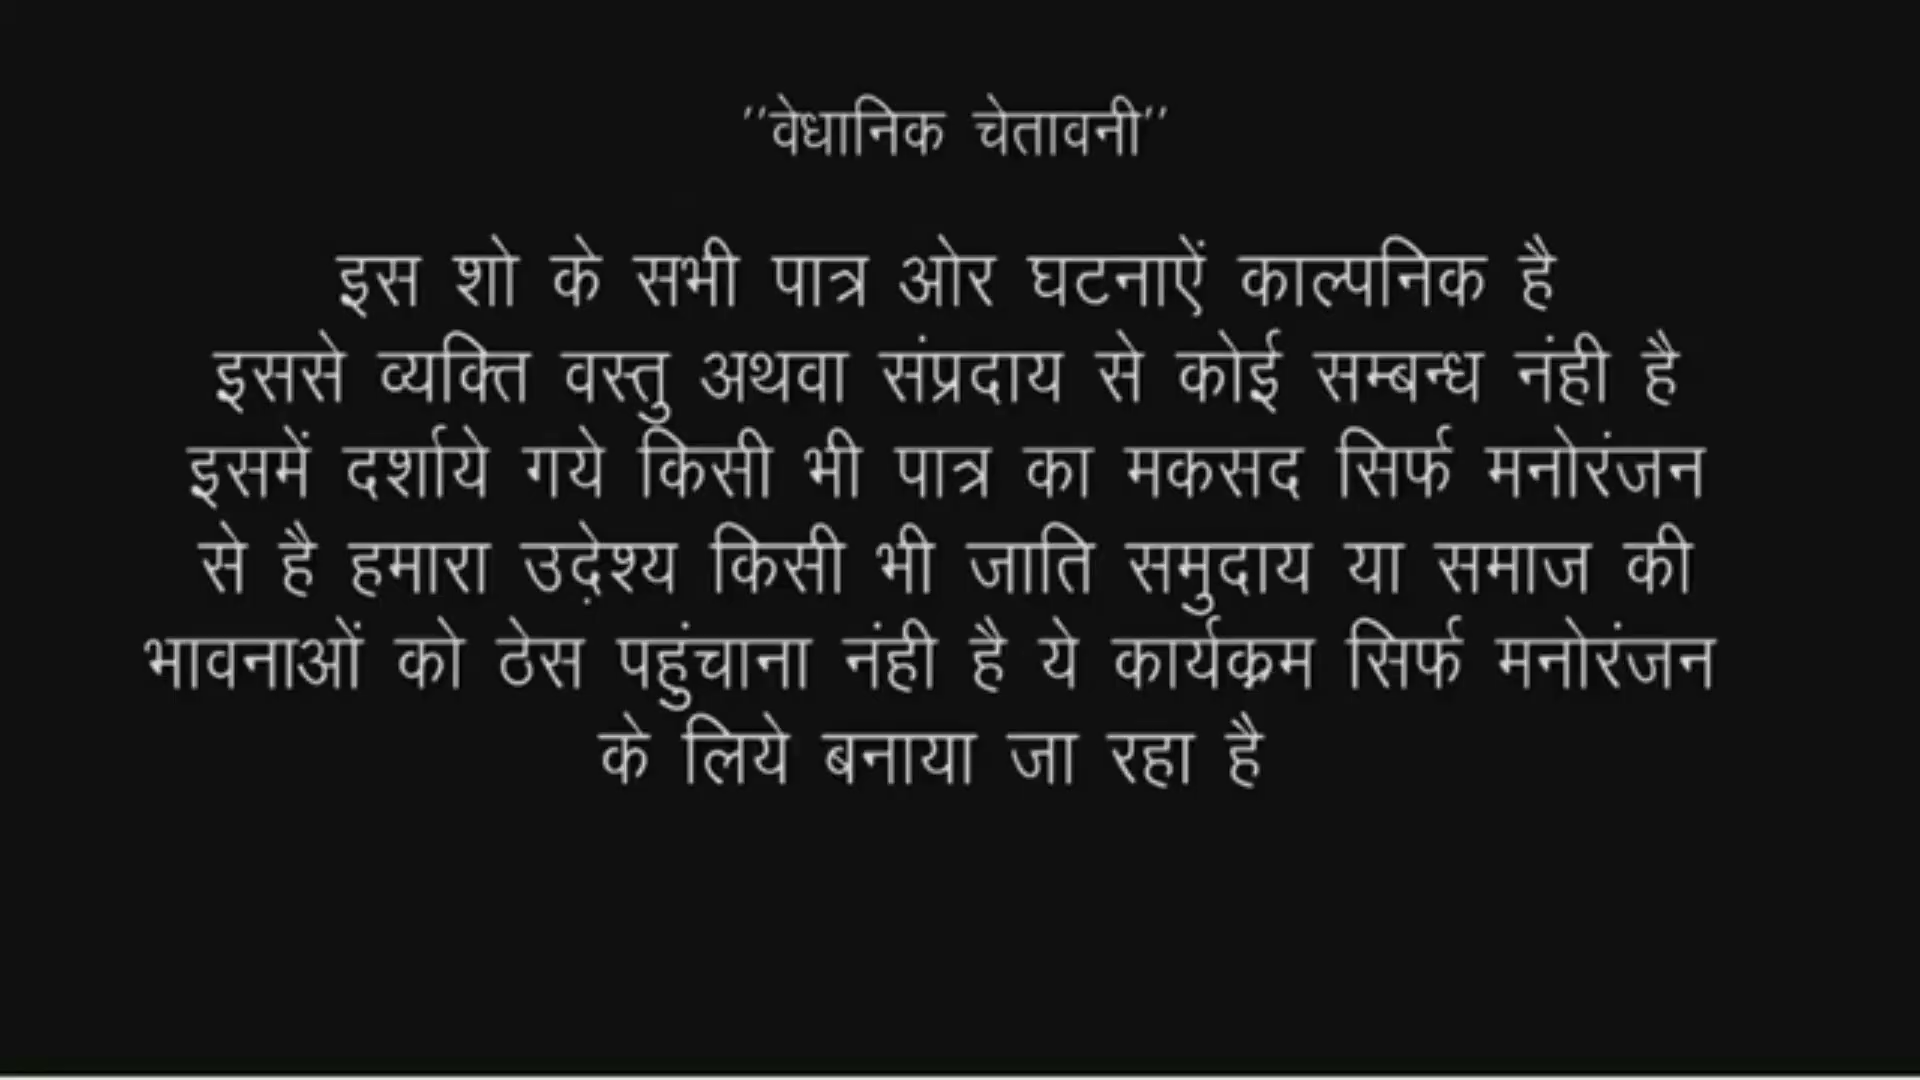 ''वेधानिक चेतावनी''
इस शो के सभी पात्र ओर घटनाऐं काल्पनिक है
इससे व्यक्ति वस्तु अथवा संप्रदाय से कोई सम्बन्ध नंही है
इसमें दर्शाये गये किसी भी पात्र का मकसद सिर्फ मनोरंजन
से है हमारा उद़ेश्य किसी भी जाति समुदाय या समाज की
भावनाओं को ठेस पहुंचाना नंही है ये कार्यक्रम सिर्फ मनोरंजन
के लिये बनाया जा रहा है